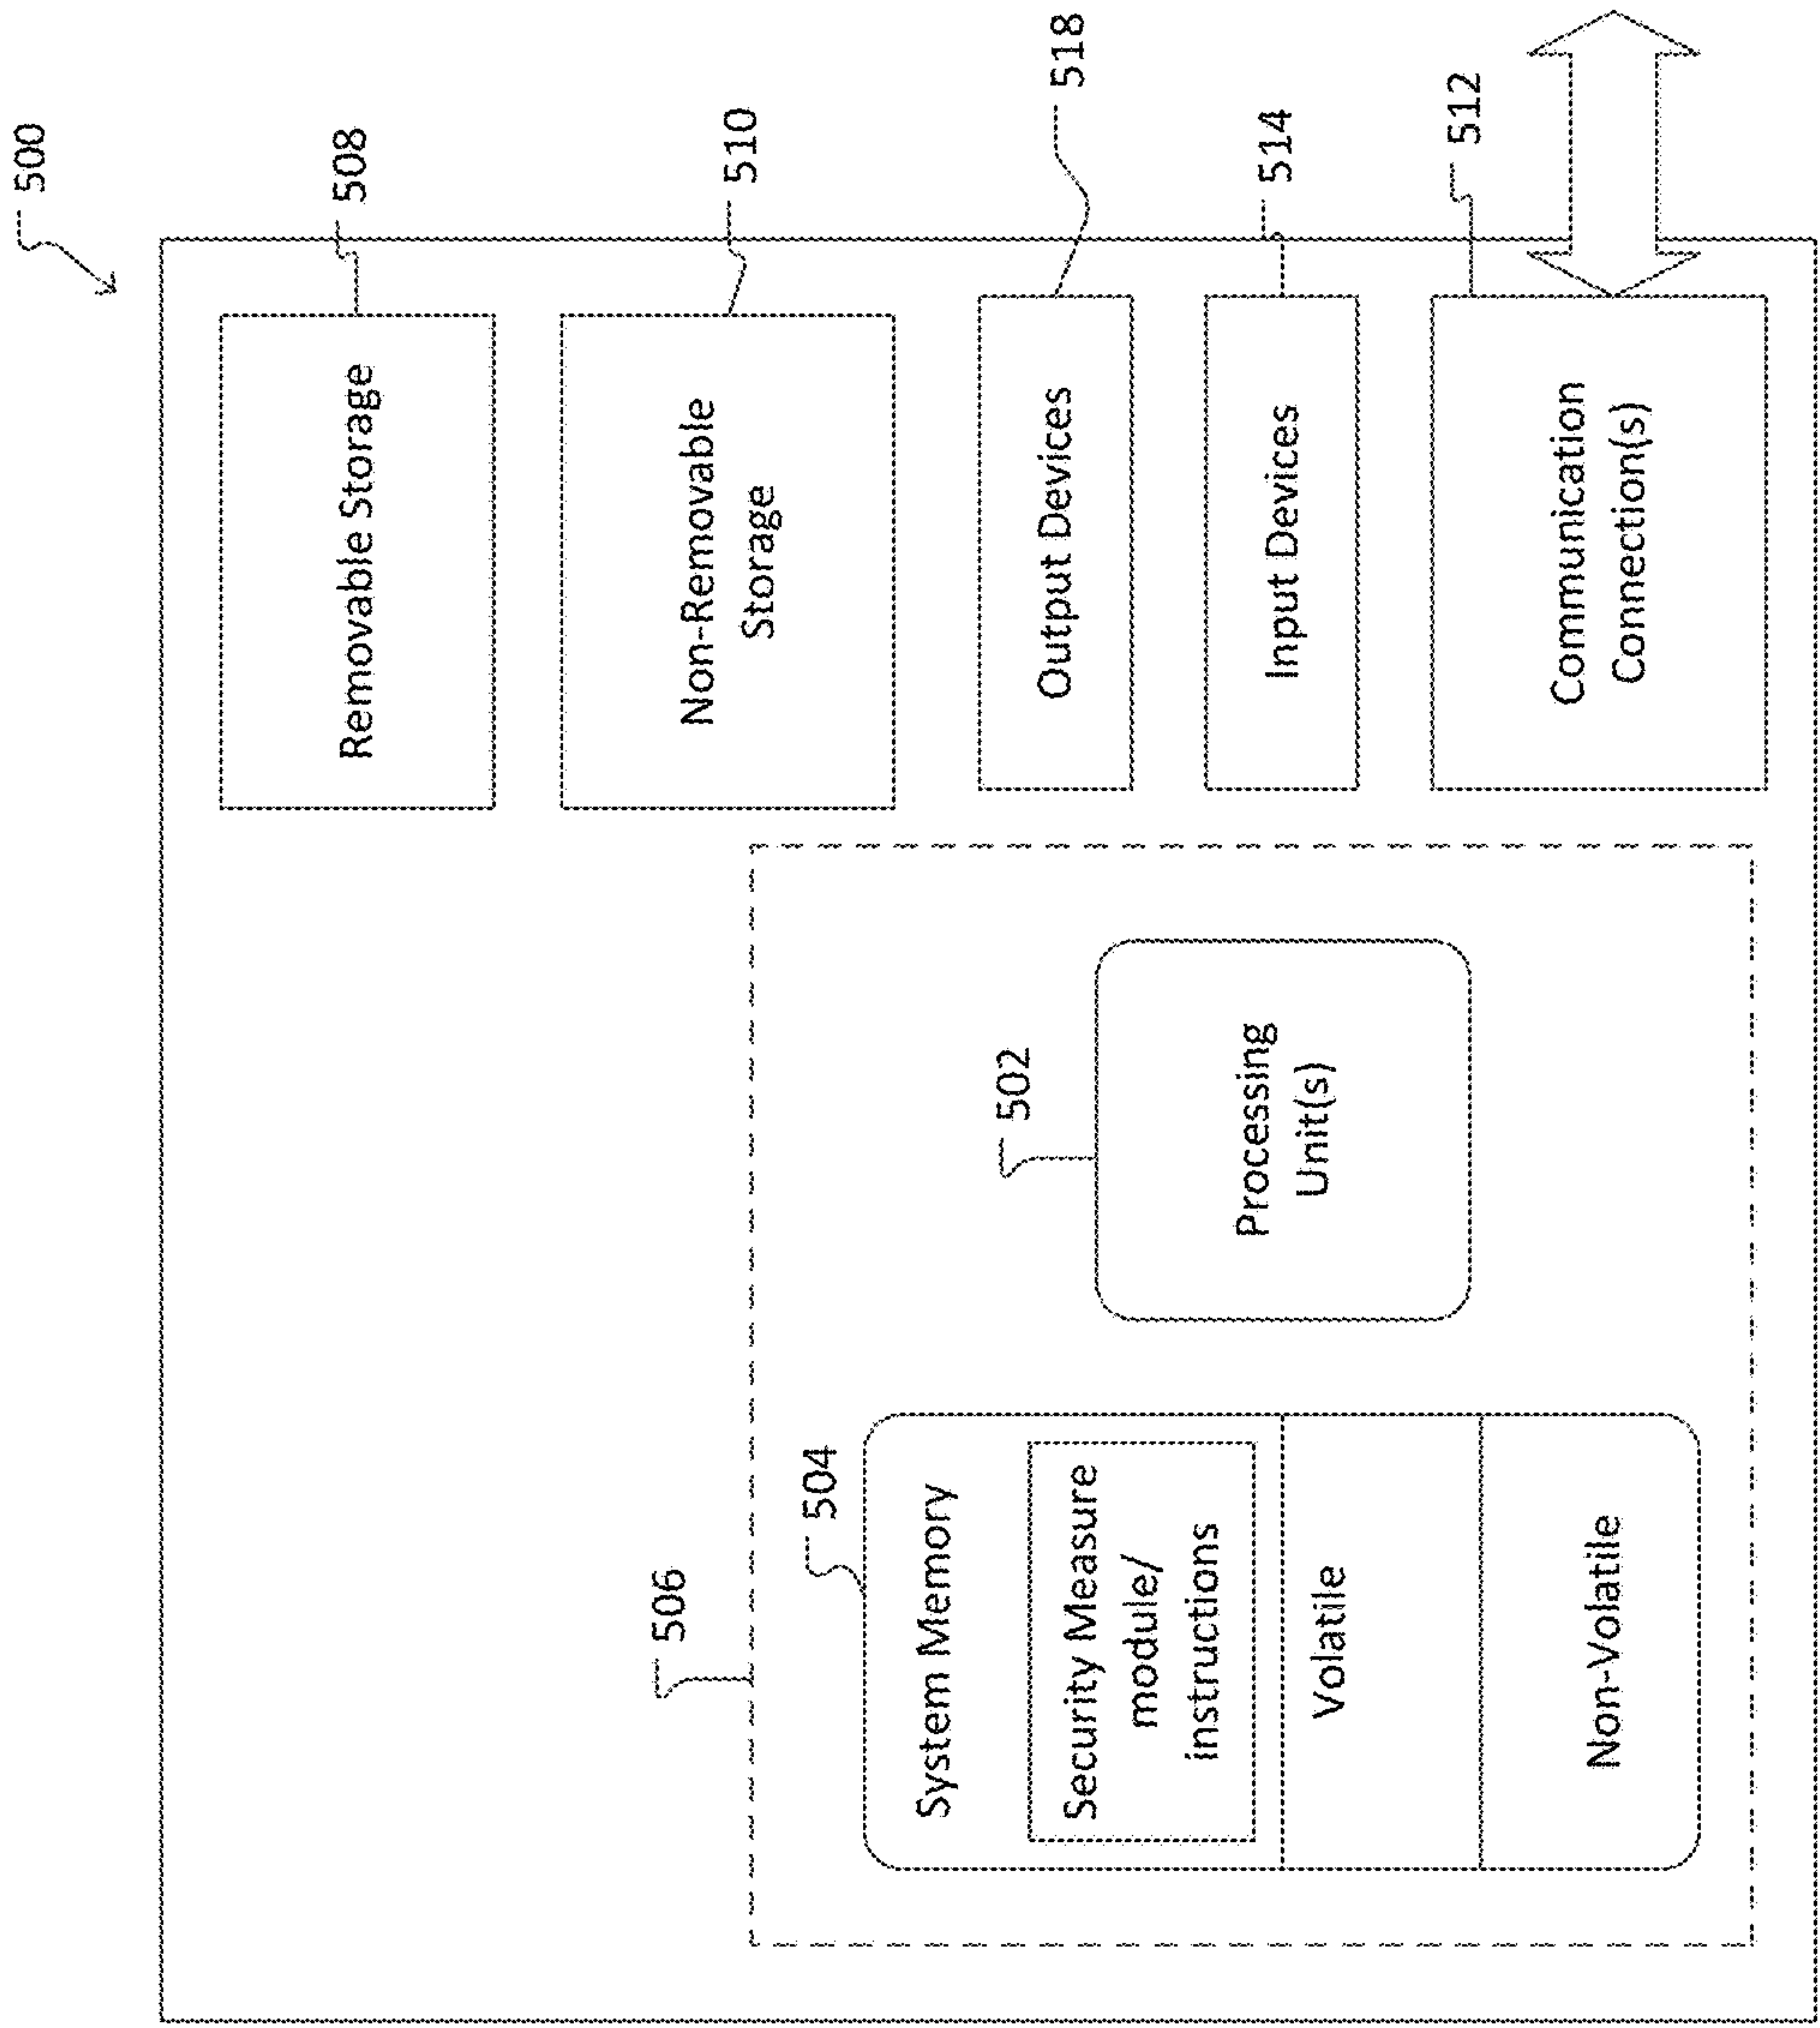 500
506
504
System Memory
Security Measure
module/
instructions
Volatile
Non-Volatile
502
Processing
Unit(s)
Removable Storage
508
Non-Removable
Storage
510
Output Devices
518
Input Devices
514
Communication
Connection(s)
512